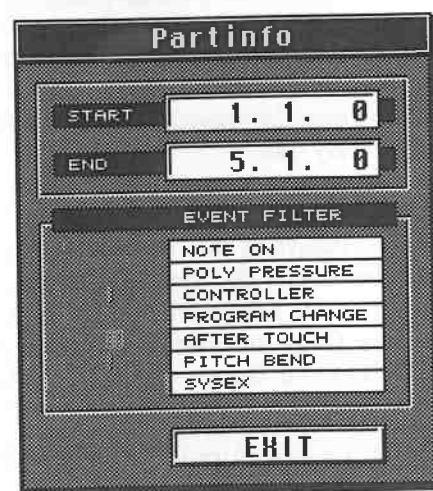 Partinfo
START 1. 1. 0
END 5. 1. 0
EVENT FILTER
NOTE ON
POLY PRESSURE
CONTROLLER
PROGRAM CHANGE
AFTER TOUCH
PITCH BEND
SYSEX
EXIT